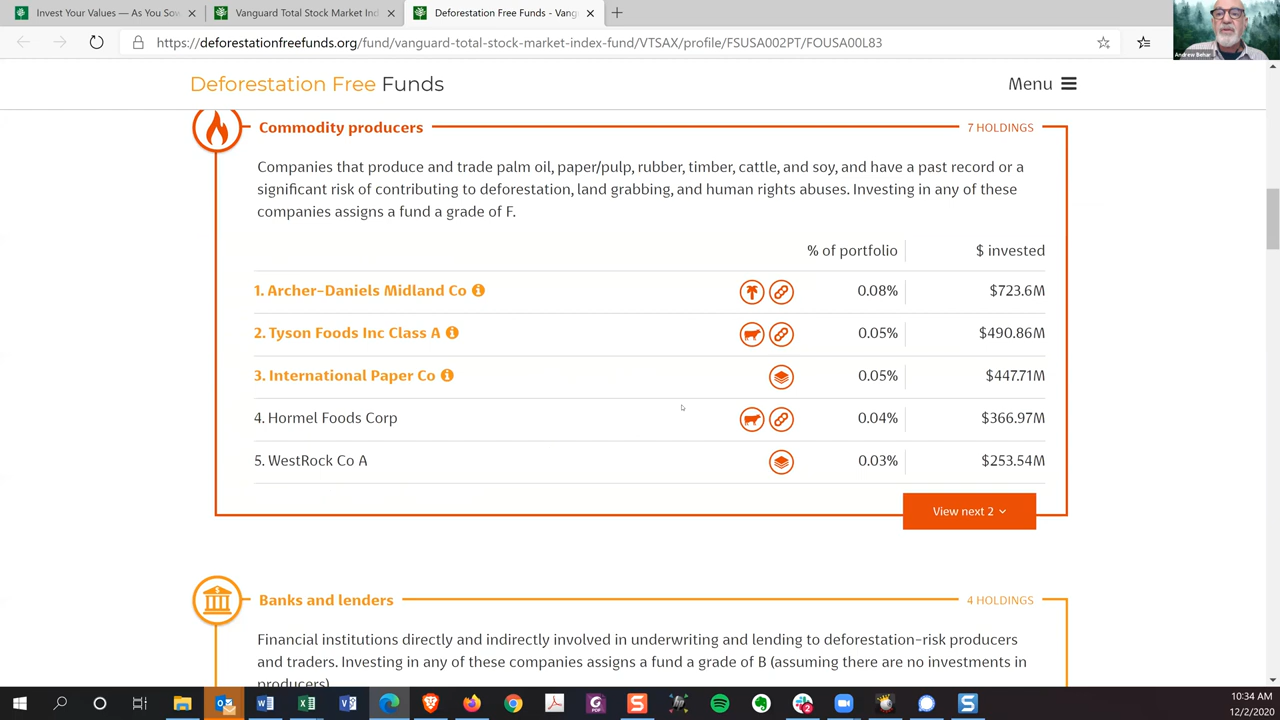 Invest Your Values — As You Sow
Vanguard Total Stock Market Ind
Deforestation Free Funds - Vang
https://deforestationfreefunds.org/fund/vanguard-total-stock-market-index-fund/VTSAX/profile/FSUSA002PT/FOUSA00L83
Andrew Behar
Deforestation Free Funds
Menu
Commodity producers
7 HOLDINGS
Companies that produce and trade palm oil, paper/pulp, rubber, timber, cattle, and soy, and have a past record or a
significant risk of contributing to deforestation, land grabbing, and human rights abuses. Investing in any of these
companies assigns a fund a grade of F.
% of portfolio $ invested
1. Archer-Daniels Midland Co 0.08% $723.6M
2. Tyson Foods Inc Class A 0.05% $490.86M
3. International Paper Co 0.05% $447.71M
4. Hormel Foods Corp 0.04% $366.97M
5. WestRock Co A 0.03% $253.54M
View next 2
Banks and lenders
4 HOLDINGS
Financial institutions directly and indirectly involved in underwriting and lending to deforestation-risk producers
and traders. Investing in any of these companies assigns a fund a grade of B (assuming there are no investments in
producers)
10:34 AM
12/2/2020